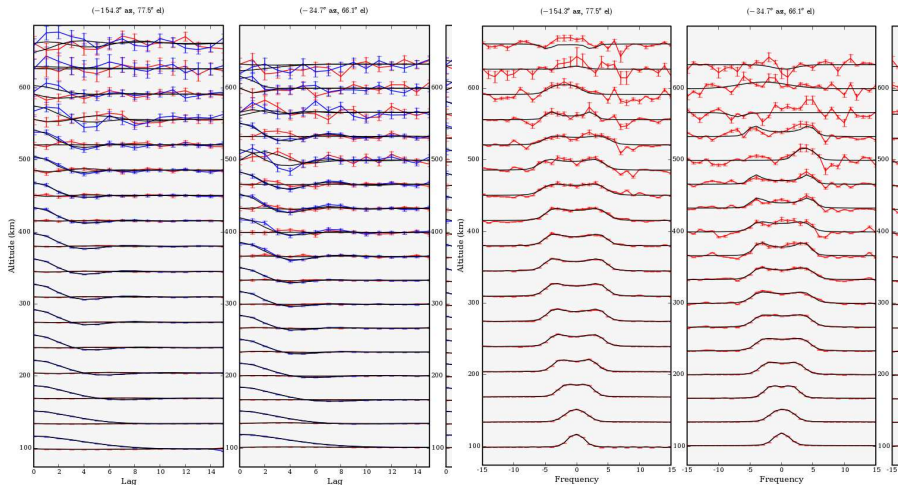 (−154.3° az, 77.5° el)
(−34.7° az, 66.1° el)
(−154.3° az, 77.5° el)
(−34.7° az, 66.1° el)
600
500
400
300
200
100
Altitude (km)
0 2 4 6 8 10 12 14
Lag
600
500
400
300
200
100
0 2 4 6 8 10 12 14
Lag
600
500
400
300
200
100
Altitude (km)
-15 -10 -5 0 5 10 15
Frequency
600
500
400
300
200
100
-15 -10 -5 0 5 10 15
Frequency